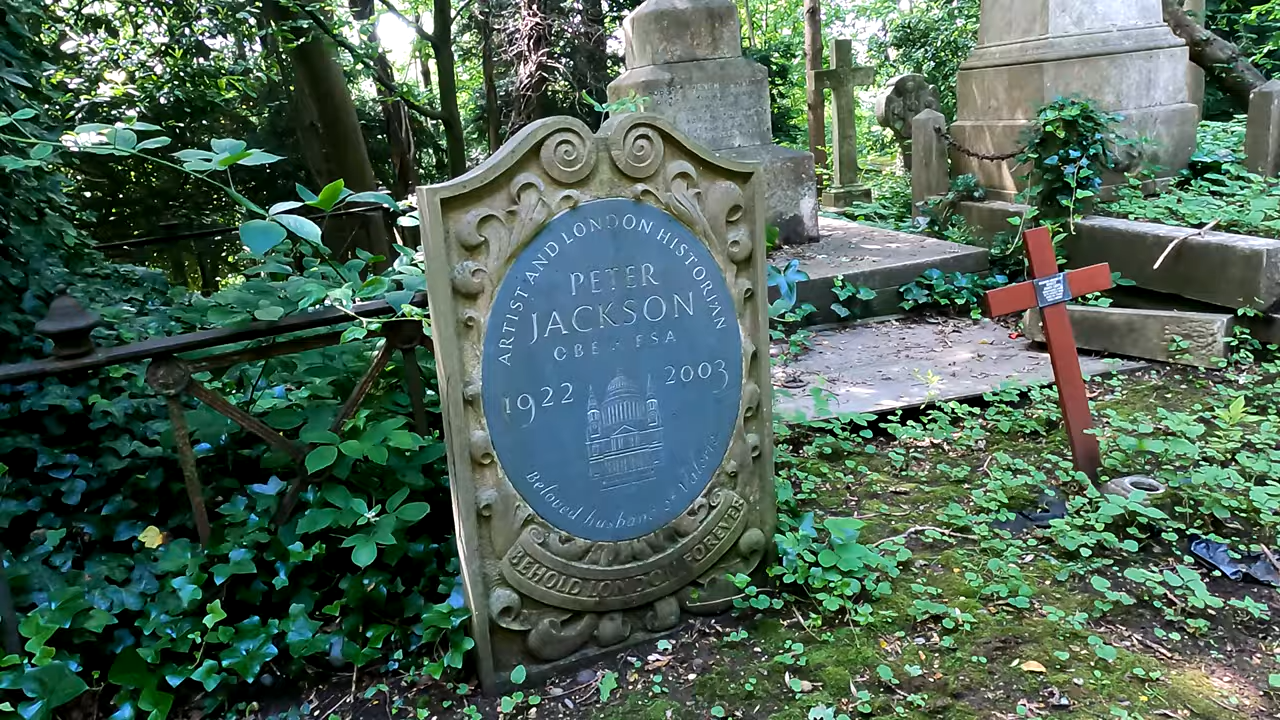 ARTIST AND LONDON HISTORIAN
PETER
JACKSON
OBE · FSA
1922 2003
Beloved husband of Valerie
BEHOLD LONDON FOREVER